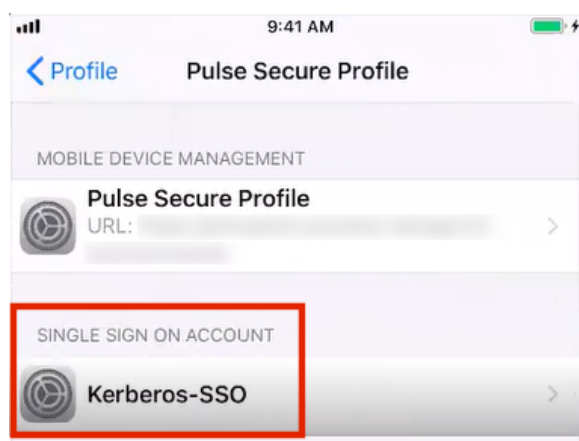 9:41 AM
Profile
Pulse Secure Profile
MOBILE DEVICE MANAGEMENT
Pulse Secure Profile
URL:
SINGLE SIGN ON ACCOUNT
Kerberos-SSO